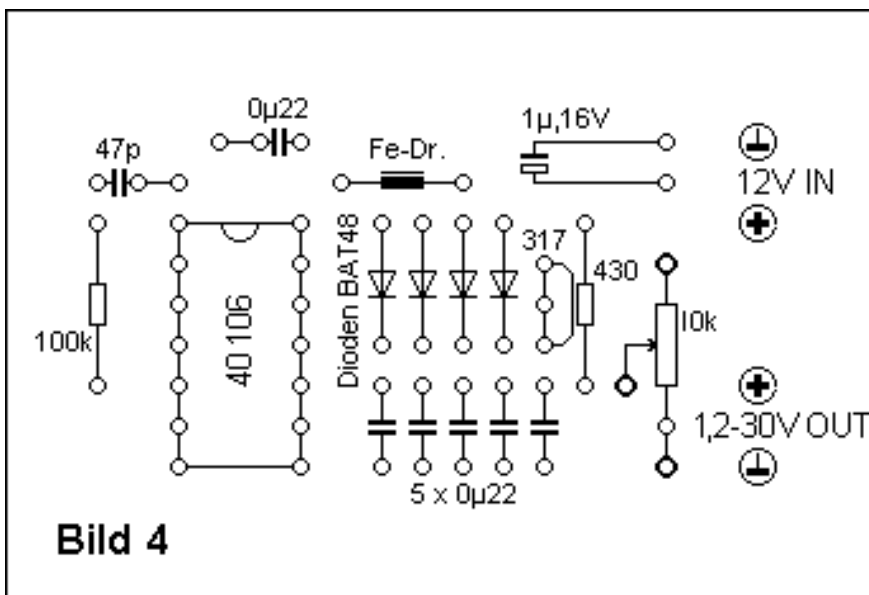 0µ22
1µ,16V
47p
Fe-Dr.
12V IN
Dioden BAT48
317
430
10k
100k
40106
1,2-30V OUT
5 x 0µ22
Bild 4